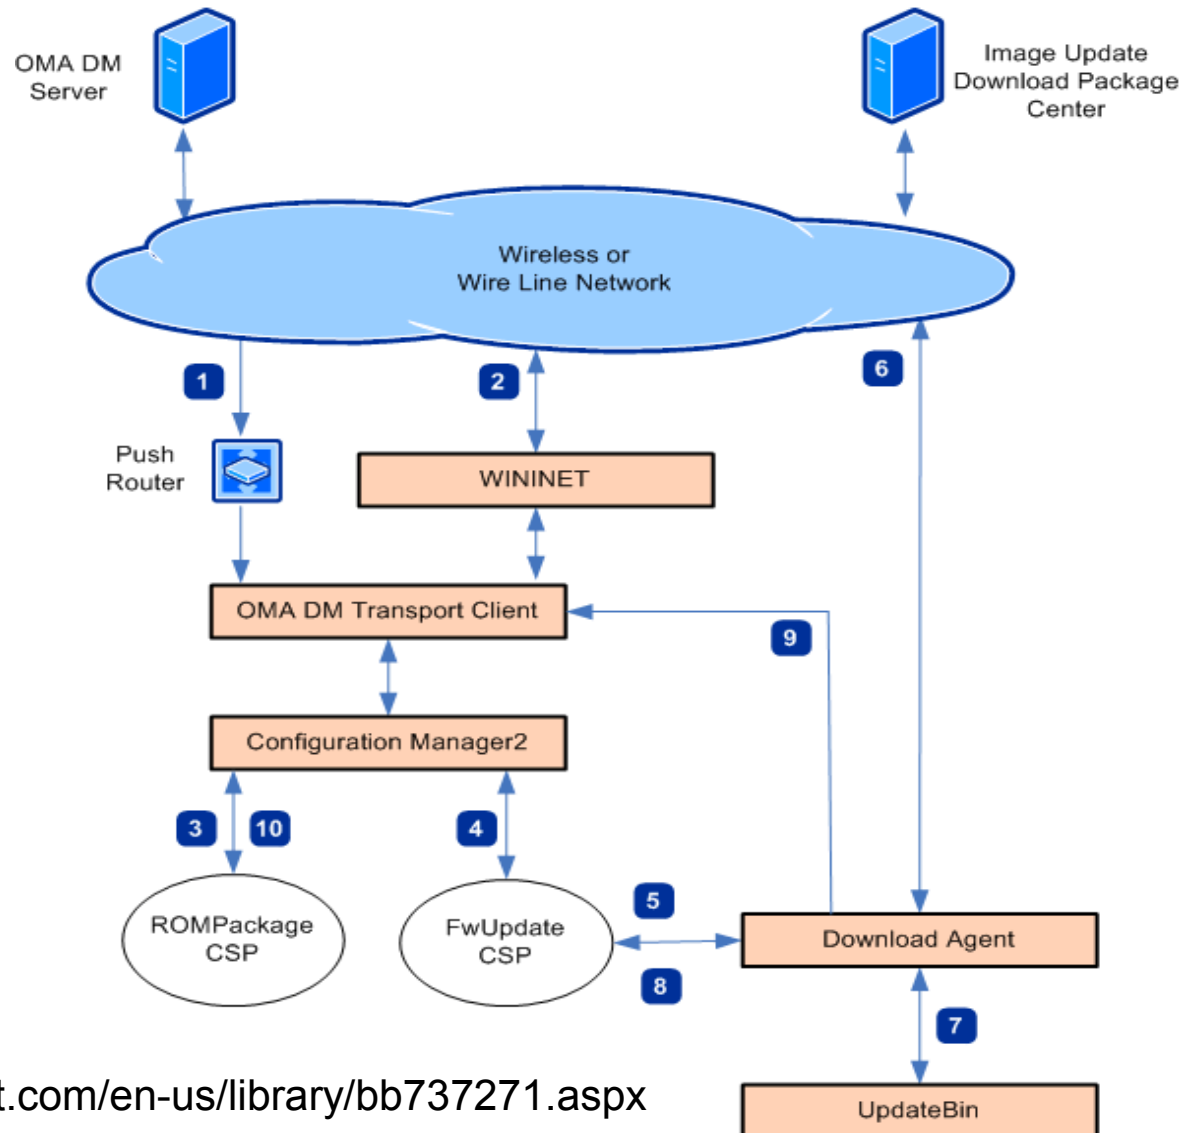 OMA DM
Server
Image Update
Download Package
Center
Wireless or
Wire Line Network
1
2
6
Push
Router
WININET
OMA DM Transport Client
9
Configuration Manager2
3
10
4
ROMPackage
CSP
FwUpdate
CSP
5
8
Download Agent
7
t.com/en-us/library/bb737271.aspx
UpdateBin